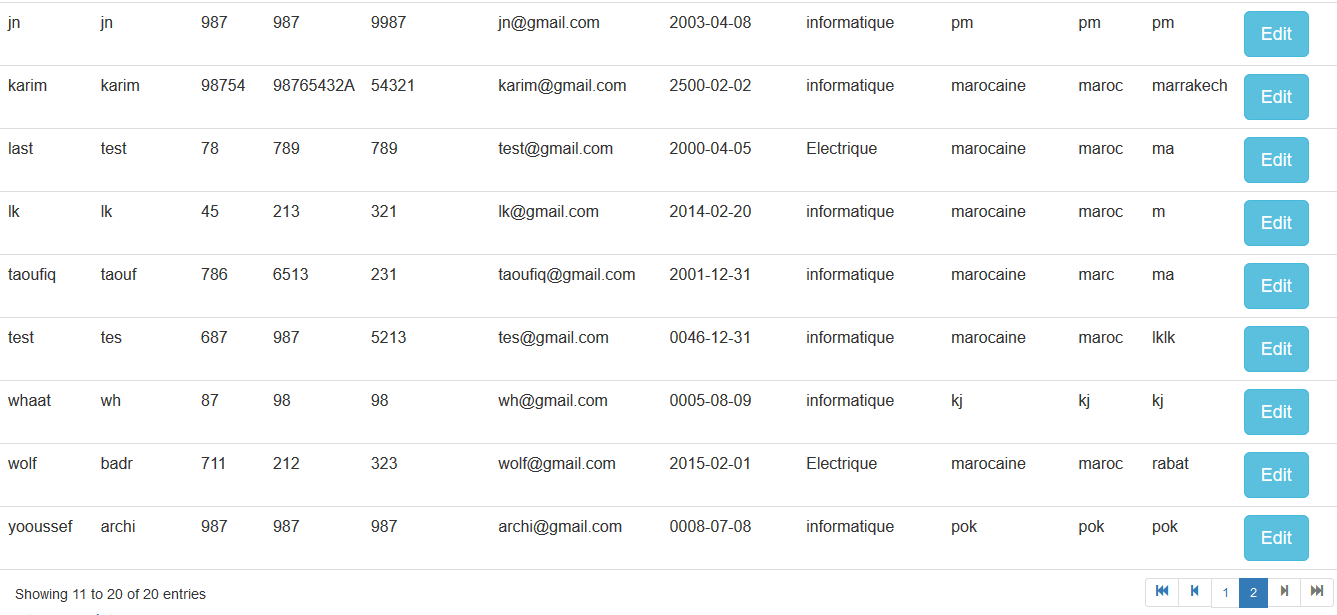 jn jn 987 987 9987 jn@gmail.com 2003-04-08 informatique pm pm pm Edit
karim karim 98754 98765432A 54321 karim@gmail.com 2500-02-02 informatique marocaine maroc marrakech Edit
last test 78 789 789 test@gmail.com 2000-04-05 Electrique marocaine maroc ma Edit
lk lk 45 213 321 lk@gmail.com 2014-02-20 informatique marocaine maroc m Edit
taoufiq taouf 786 6513 231 taoufiq@gmail.com 2001-12-31 informatique marocaine marc ma Edit
test tes 687 987 5213 tes@gmail.com 0046-12-31 informatique marocaine maroc lklk Edit
whaat wh 87 98 98 wh@gmail.com 0005-08-09 informatique kj kj kj Edit
wolf badr 711 212 323 wolf@gmail.com 2015-02-01 Electrique marocaine maroc rabat Edit
yooussef archi 987 987 987 archi@gmail.com 0008-07-08 informatique pok pok pok Edit
Showing 11 to 20 of 20 entries 1 2